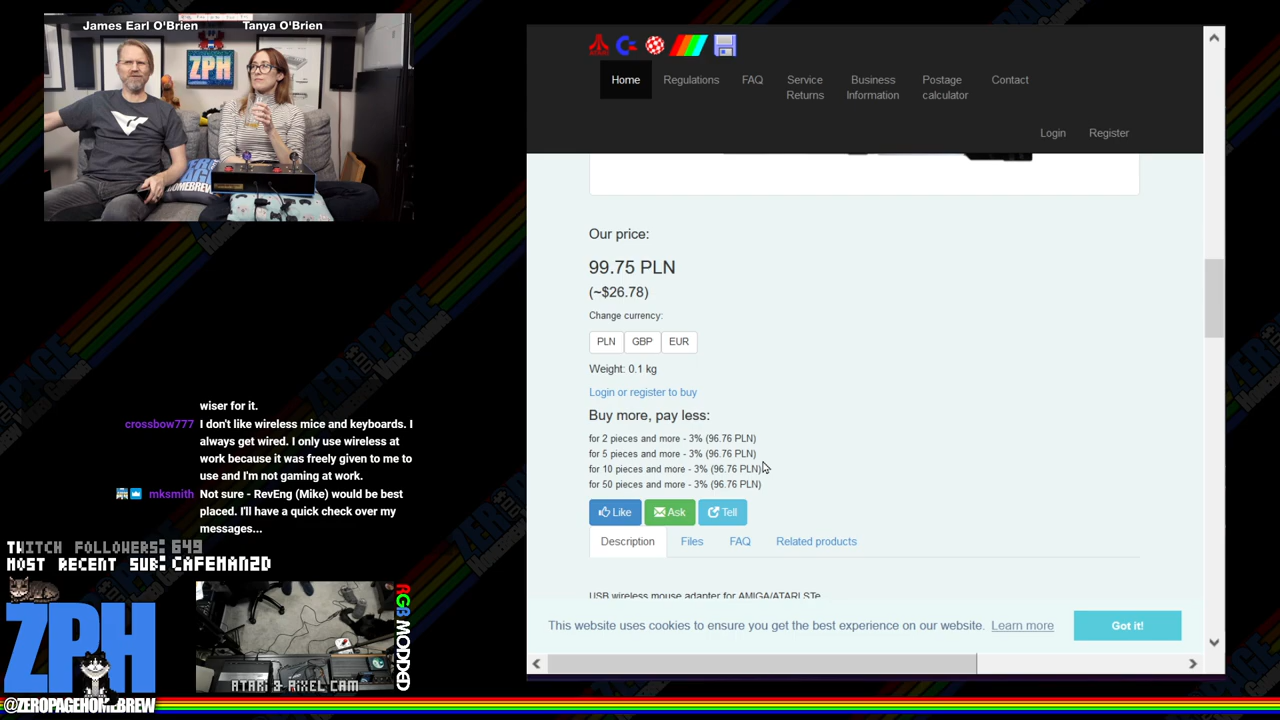 James Earl O'Brien
Tanya O'Brien
ZPH
wiser for it.
crossbow777 I don't like wireless mice and keyboards. I
always get wired. I only use wireless at
work because it was freely given to me to
use and I'm not gaming at work.
mksmith Not sure - RevEng (Mike) would be best
placed. I'll have a quick check over my
messages...
TWITCH FOLLOWERS: 649
MOST RECENT SUB: CAFEMAN2D
ZPH
@ZEROPAGEHOMEBREW
RGB MODDED
ATARI & PIXEL CAM
Home
Regulations
FAQ
Service
Returns
Business
Information
Postage
calculator
Contact
Login
Register
Our price:
99.75 PLN
(~$26.78)
Change currency:
PLN
GBP
EUR
Weight: 0.1 kg
Login or register to buy
Buy more, pay less:
for 2 pieces and more - 3% (96.76 PLN)
for 5 pieces and more - 3% (96.76 PLN)
for 10 pieces and more - 3% (96.76 PLN)
for 50 pieces and more - 3% (96.76 PLN)
Like
Ask
Tell
Description
Files
FAQ
Related products
USB wireless mouse adapter for AMIGA/ATARI STe
This website uses cookies to ensure you get the best experience on our website. Learn more
Got it!